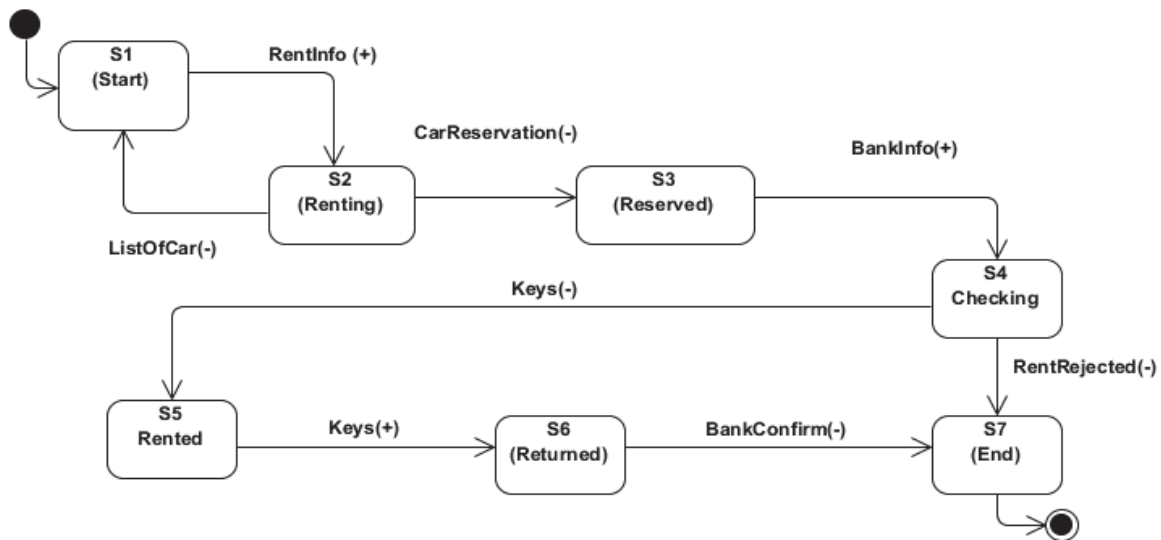 S1
(Start)
RentInfo (+)
CarReservation(-)
BankInfo(+)
S2
(Renting)
S3
(Reserved)
ListOfCar(-)
S4
Checking
Keys(-)
RentRejected(-)
S5
Rented
Keys(+)
S6
(Returned)
BankConfirm(-)
S7
(End)